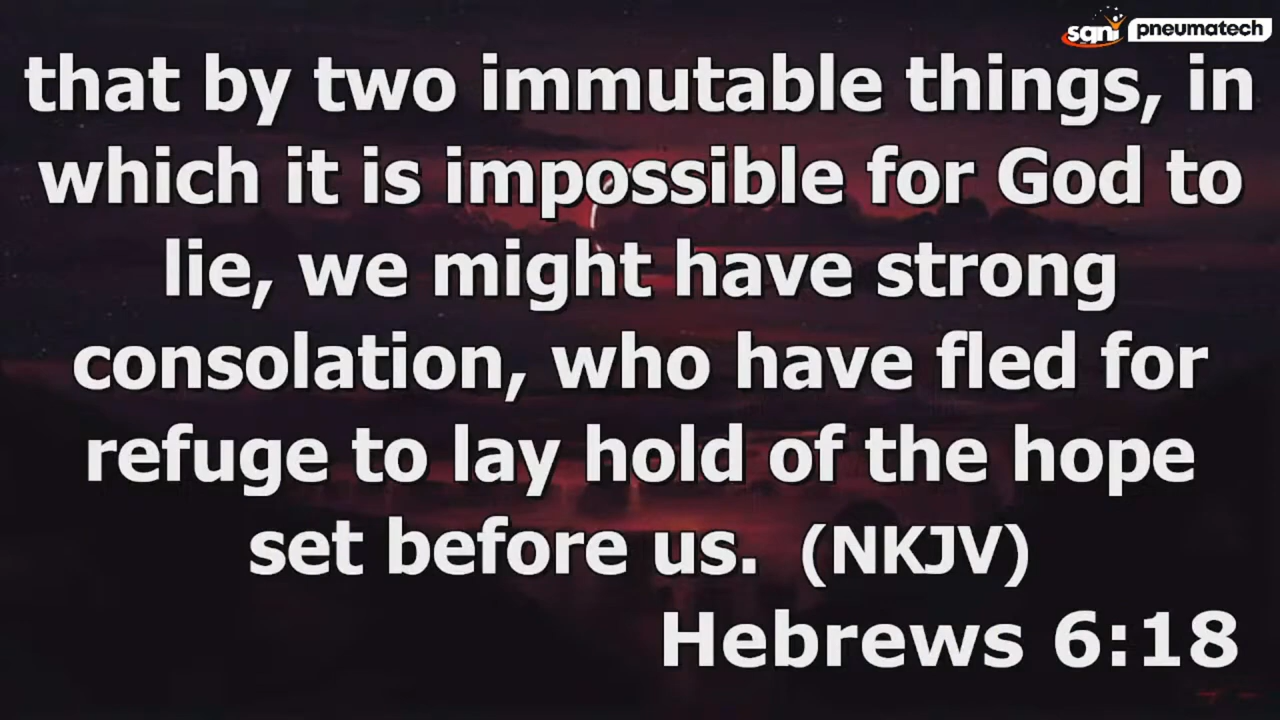 sqni pneumatech
that by two immutable things, in
which it is impossible for God to
lie, we might have strong
consolation, who have fled for
refuge to lay hold of the hope
set before us. (NKJV)
Hebrews 6:18